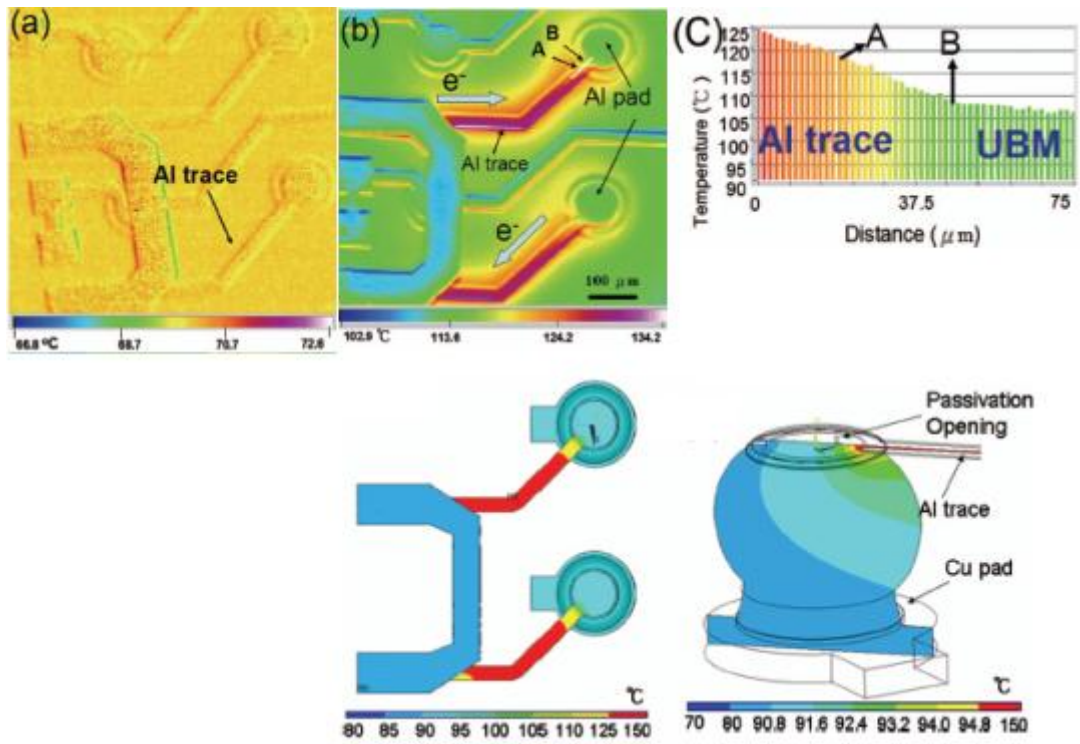 (a)
Al trace
66.8 ºC 68.7 70.7 72.6
(b)
B
A
e⁻
Al pad
Al trace
e⁻
100 μm
102.9 ℃ 113.6 124.2 134.2
(C)
Temperature (℃)
125
120
115
110
105
100
95
90
A
B
Al trace
UBM
0 37.5 75
Distance (μm)
℃
80 85 90 95 100 105 110 125 150
Passivation
Opening
Al trace
Cu pad
℃
70 80 90.8 91.6 92.4 93.2 94.0 94.8 150